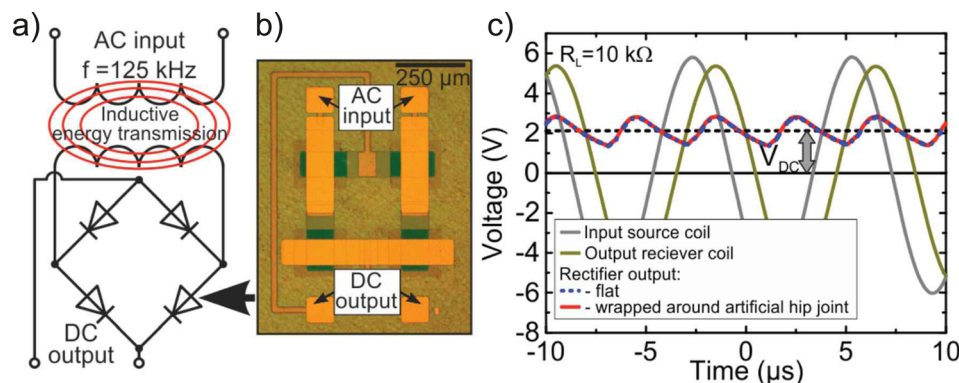 a)
AC input
f =125 kHz
Inductive
energy transmission
DC
output
b)
250 µm
AC
input
DC
output
c)
R_L=10 kΩ
Voltage (V)
6
4
2
0
-2
-4
-6
-8
V_DC
Input source coil
Output reciever coil
Rectifier output:
- flat
- wrapped around artificial hip joint
-10
-5
0
5
10
Time (µs)